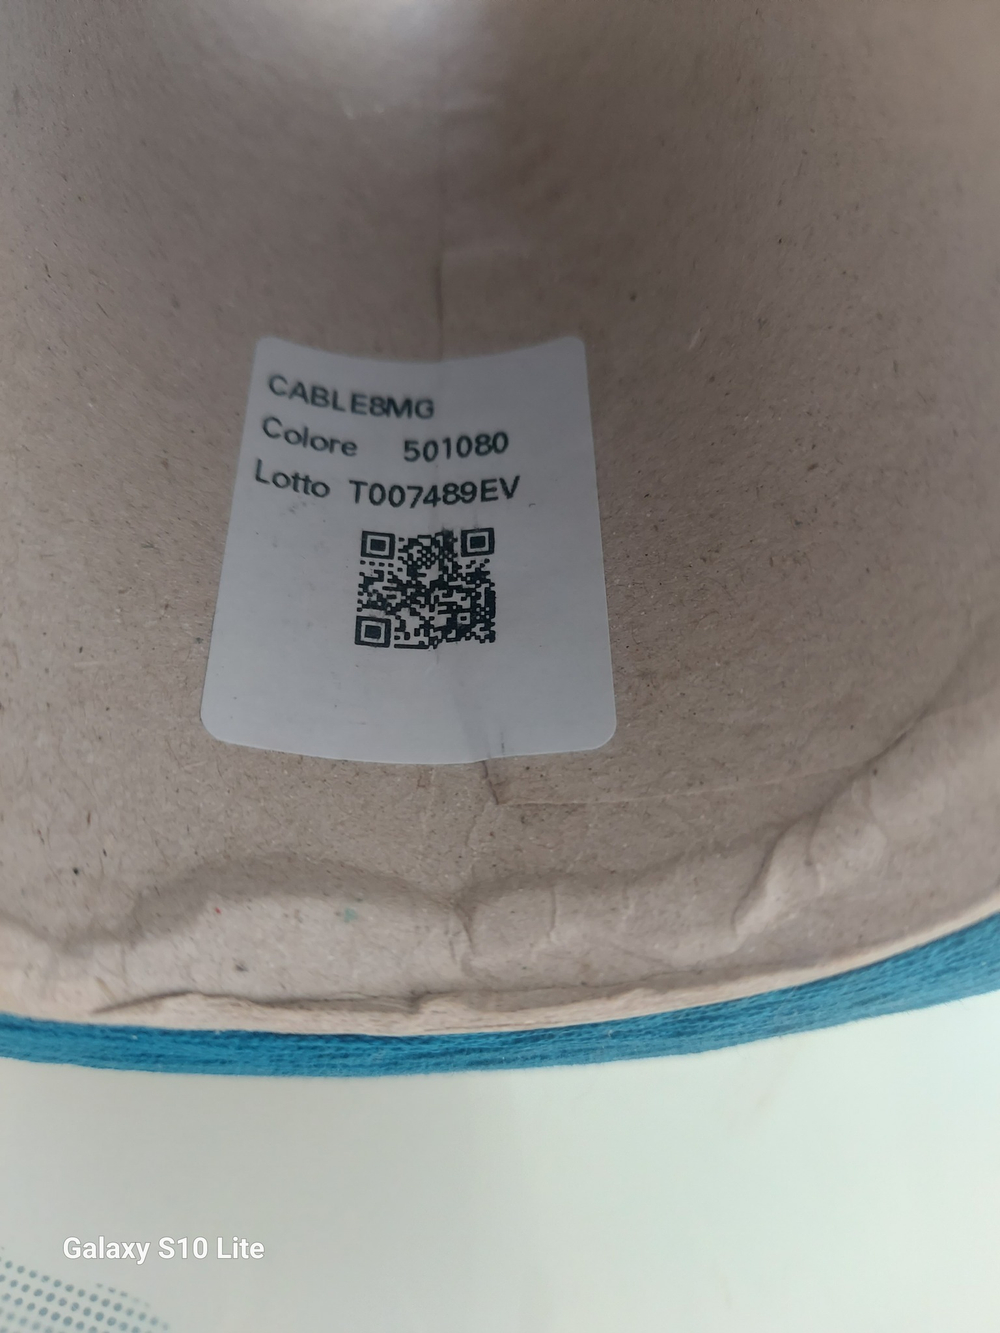 CABLE8MG
Colore 501080
Lotto T007489EV
Galaxy S10 Lite